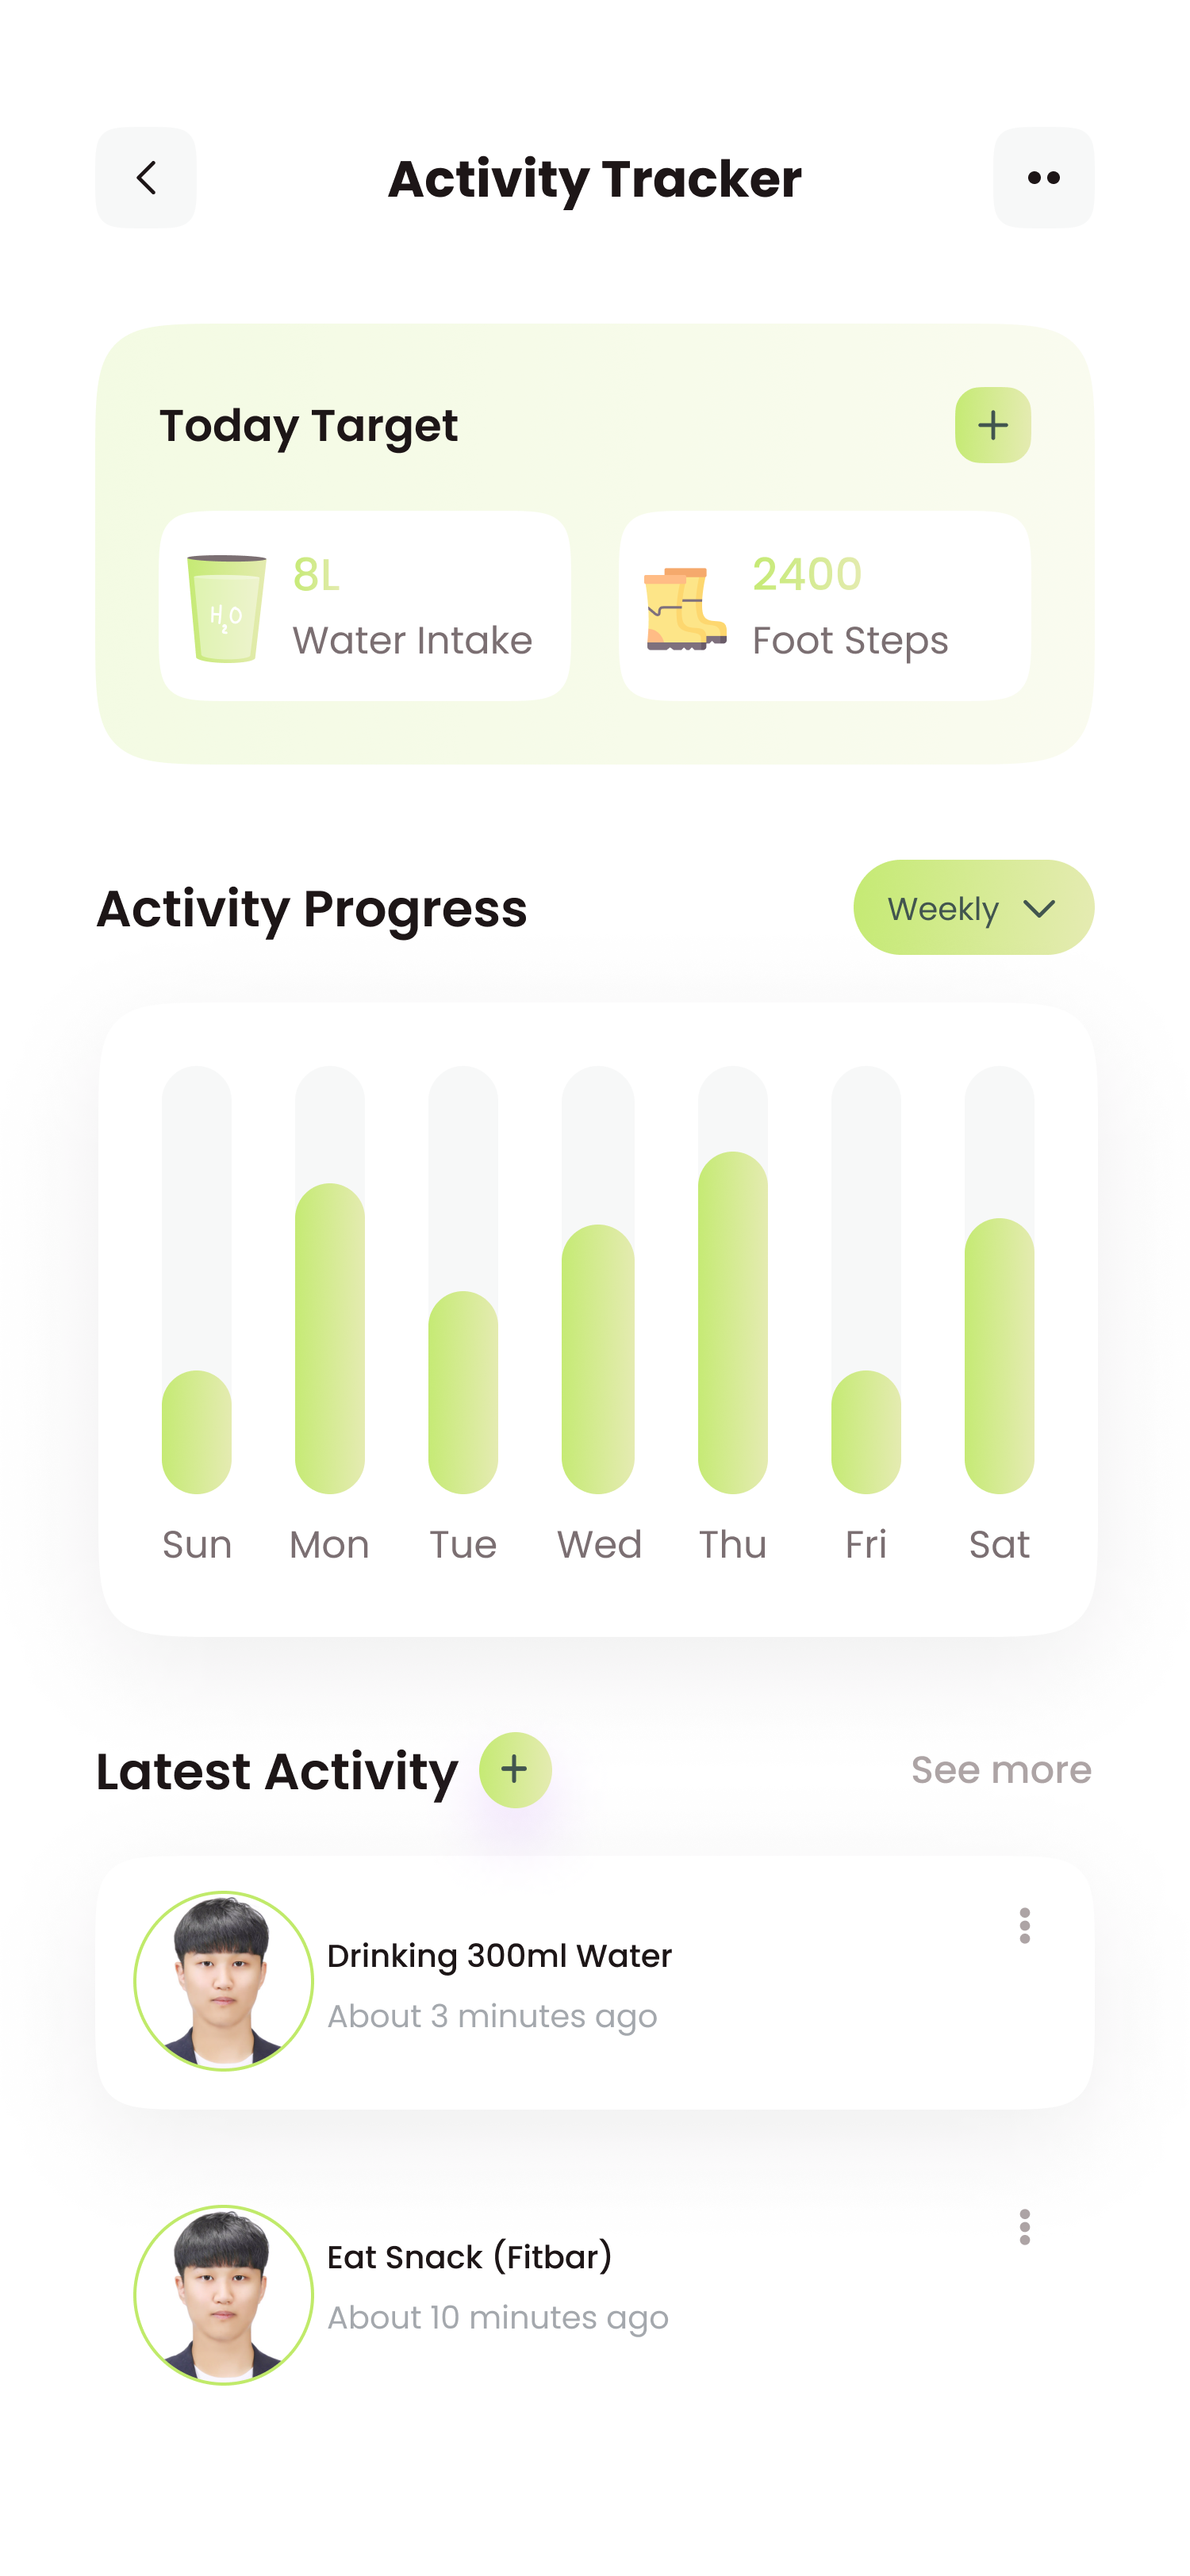 Activity Tracker
Today Target
H2O
8L
Water Intake
2400
Foot Steps
Activity Progress
Weekly
Sun Mon Tue Wed Thu Fri Sat
Latest Activity
See more
Drinking 300ml Water
About 3 minutes ago
Eat Snack (Fitbar)
About 10 minutes ago